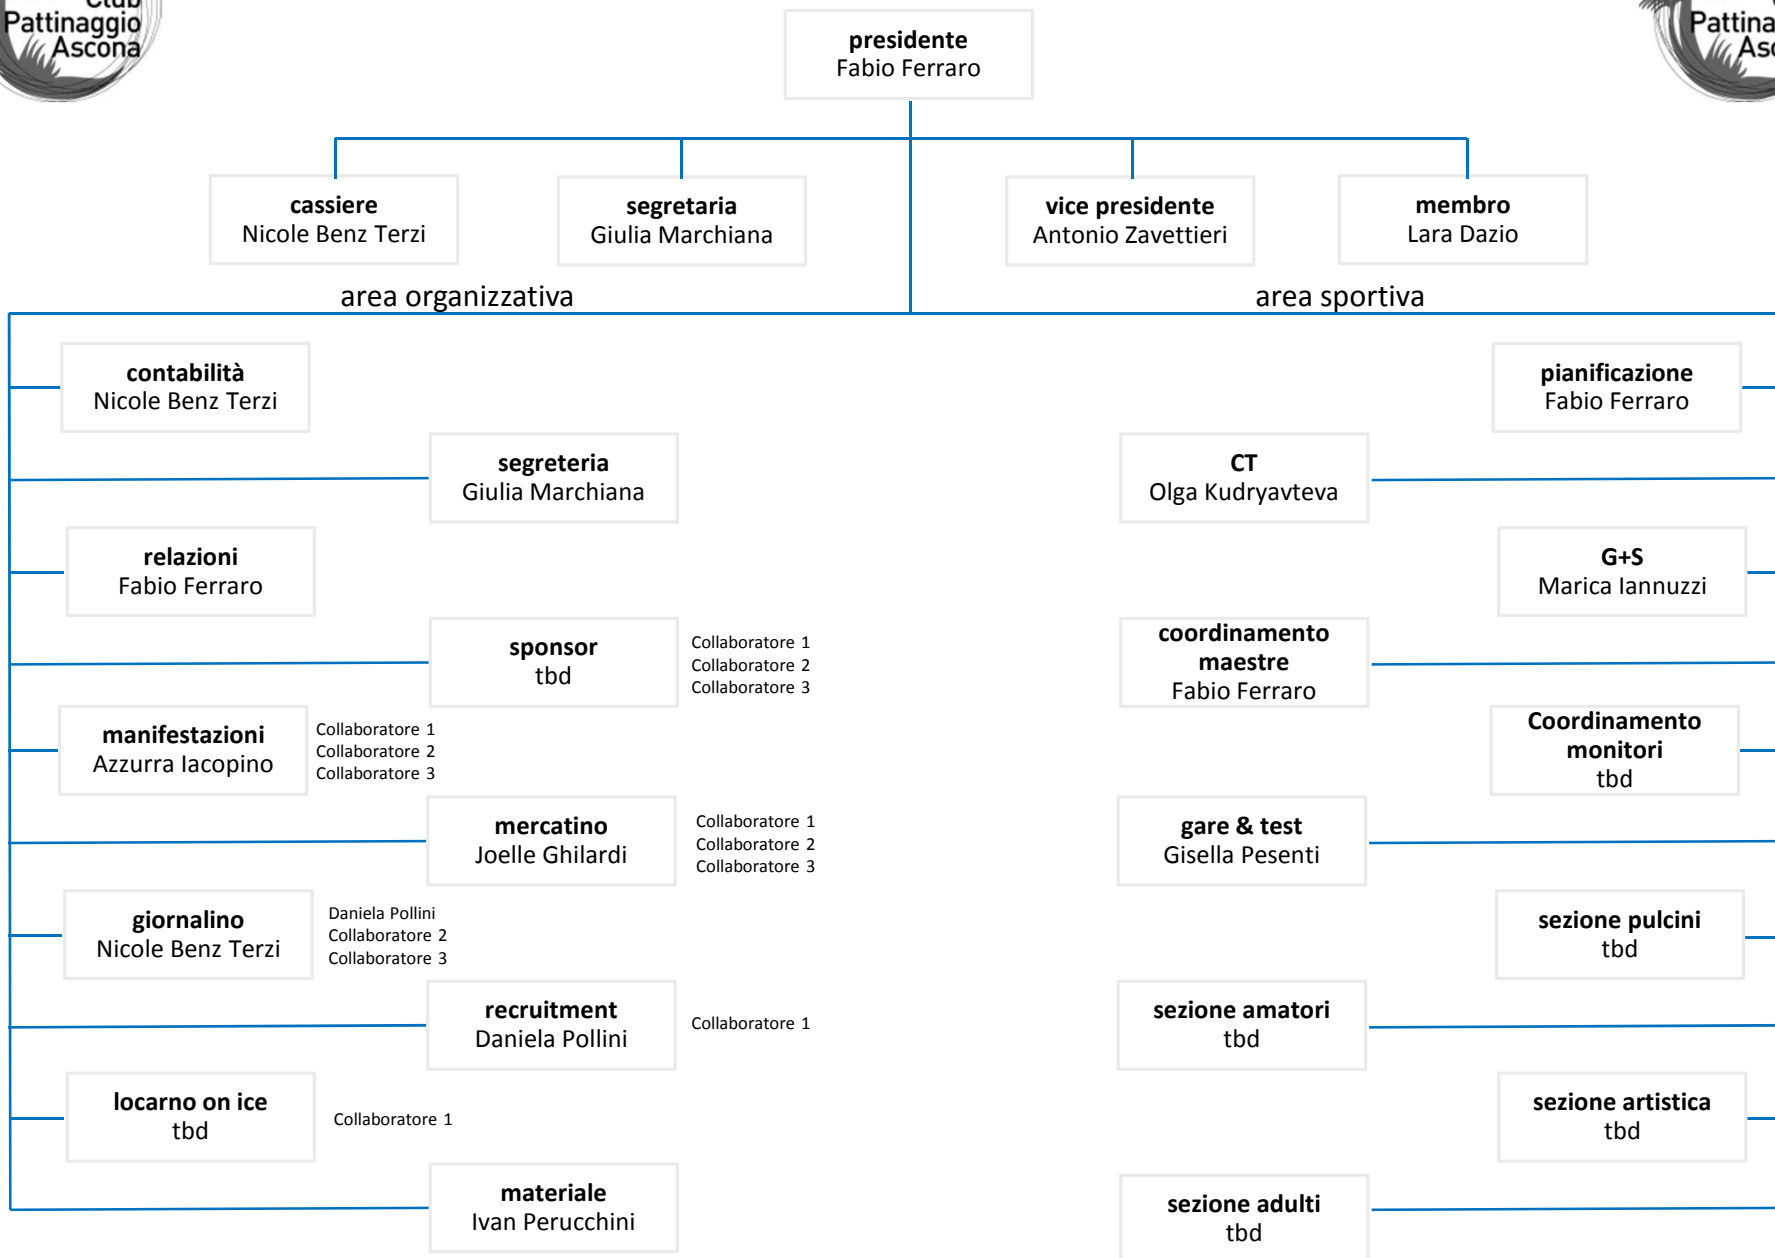 Club
Pattinaggio
Ascona
presidente
Fabio Ferraro
cassiere
Nicole Benz Terzi
segretaria
Giulia Marchiana
vice presidente
Antonio Zavettieri
membro
Lara Dazio
area organizzativa
area sportiva
contabilità
Nicole Benz Terzi
segreteria
Giulia Marchiana
relazioni
Fabio Ferraro
sponsor
tbd
Collaboratore 1
Collaboratore 2
Collaboratore 3
manifestazioni
Azzurra Iacopino
Collaboratore 1
Collaboratore 2
Collaboratore 3
mercatino
Joelle Ghilardi
Collaboratore 1
Collaboratore 2
Collaboratore 3
giornalino
Nicole Benz Terzi
Daniela Pollini
Collaboratore 2
Collaboratore 3
recruitment
Daniela Pollini
Collaboratore 1
locarno on ice
tbd
Collaboratore 1
materiale
Ivan Perucchini
pianificazione
Fabio Ferraro
CT
Olga Kudryavteva
G+S
Marica Iannuzzi
coordinamento
maestre
Fabio Ferraro
Coordinamento
monitori
tbd
gare & test
Gisella Pesenti
sezione pulcini
tbd
sezione amatori
tbd
sezione artistica
tbd
sezione adulti
tbd